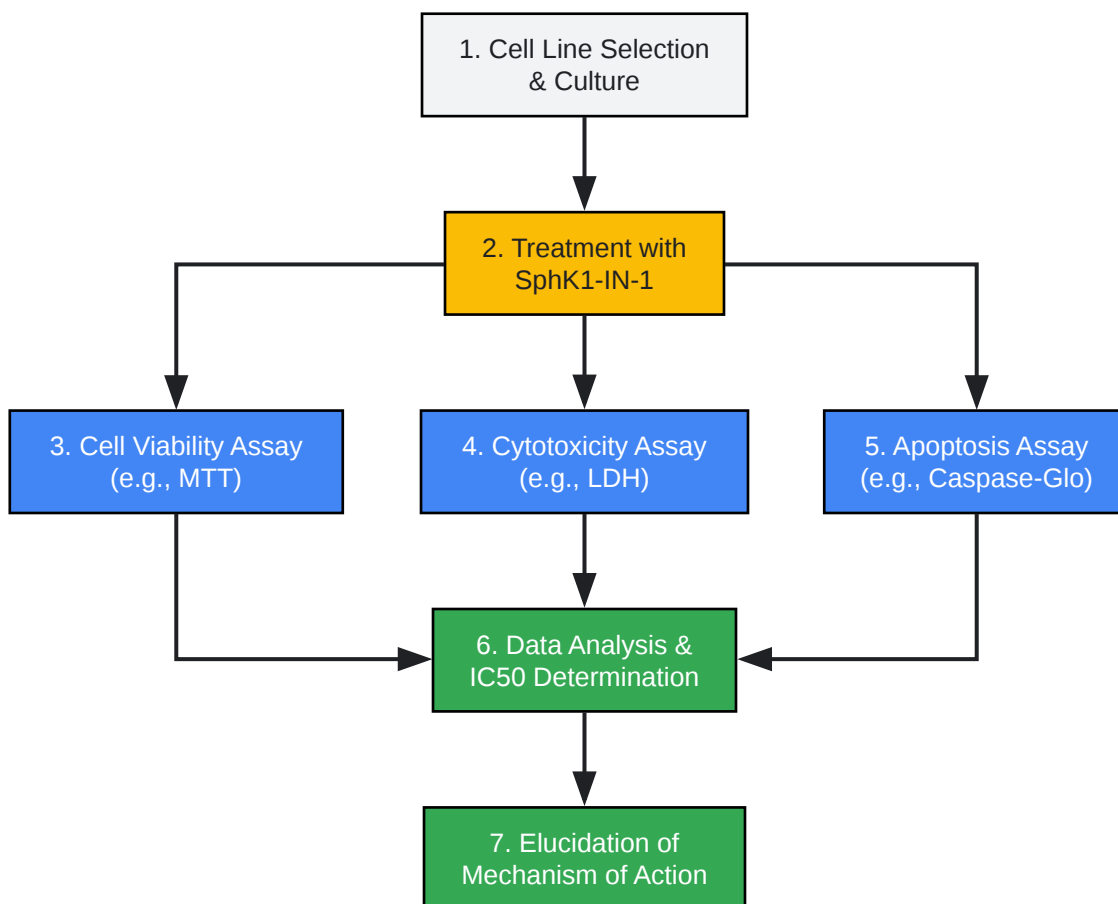 1. Cell Line Selection
& Culture
2. Treatment with
SphK1-IN-1
3. Cell Viability Assay
(e.g., MTT)
4. Cytotoxicity Assay
(e.g., LDH)
5. Apoptosis Assay
(e.g., Caspase-Glo)
6. Data Analysis &
IC50 Determination
7. Elucidation of
Mechanism of Action